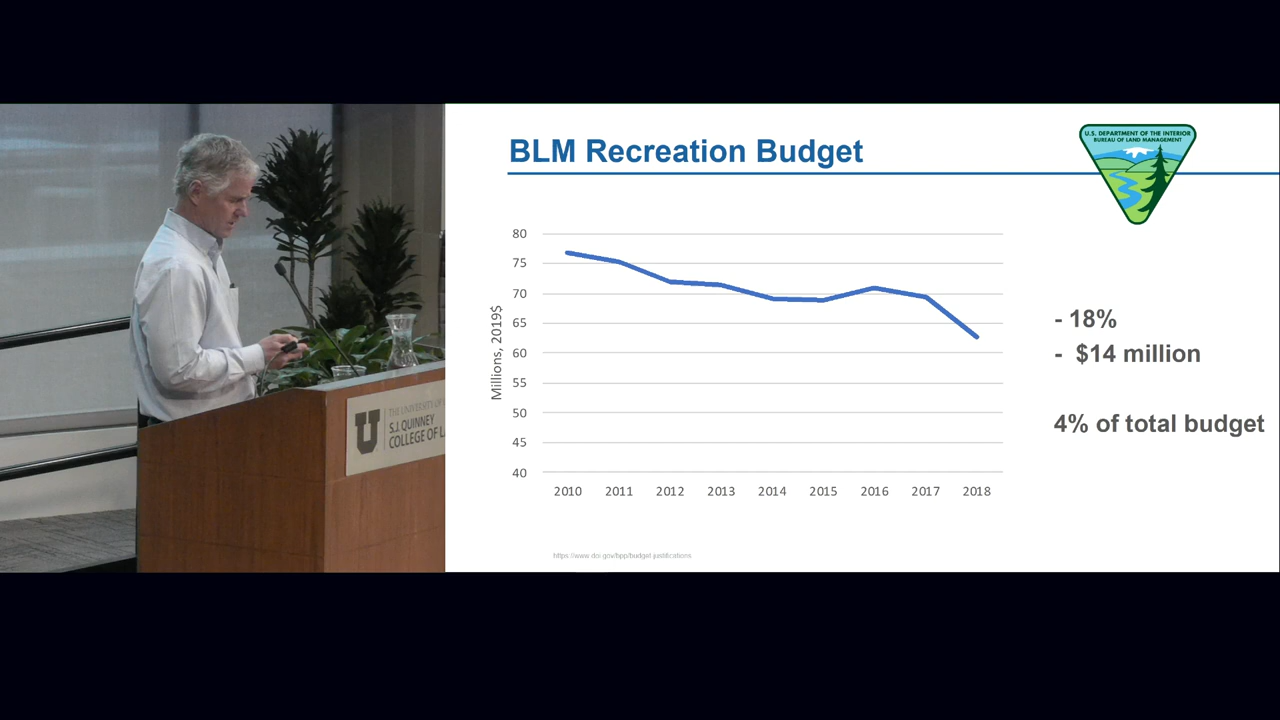 BLM Recreation Budget
U.S. DEPARTMENT OF THE INTERIOR
BUREAU OF LAND MANAGEMENT
80
75
70
65
60
55
50
45
40
Millions, 2019$
2010 2011 2012 2013 2014 2015 2016 2017 2018
- 18%
- $14 million
4% of total budget
https://www.doi.gov/bpp/budget-justifications
U
THE UNIVERSITY OF
S.J. QUINNEY
COLLEGE OF